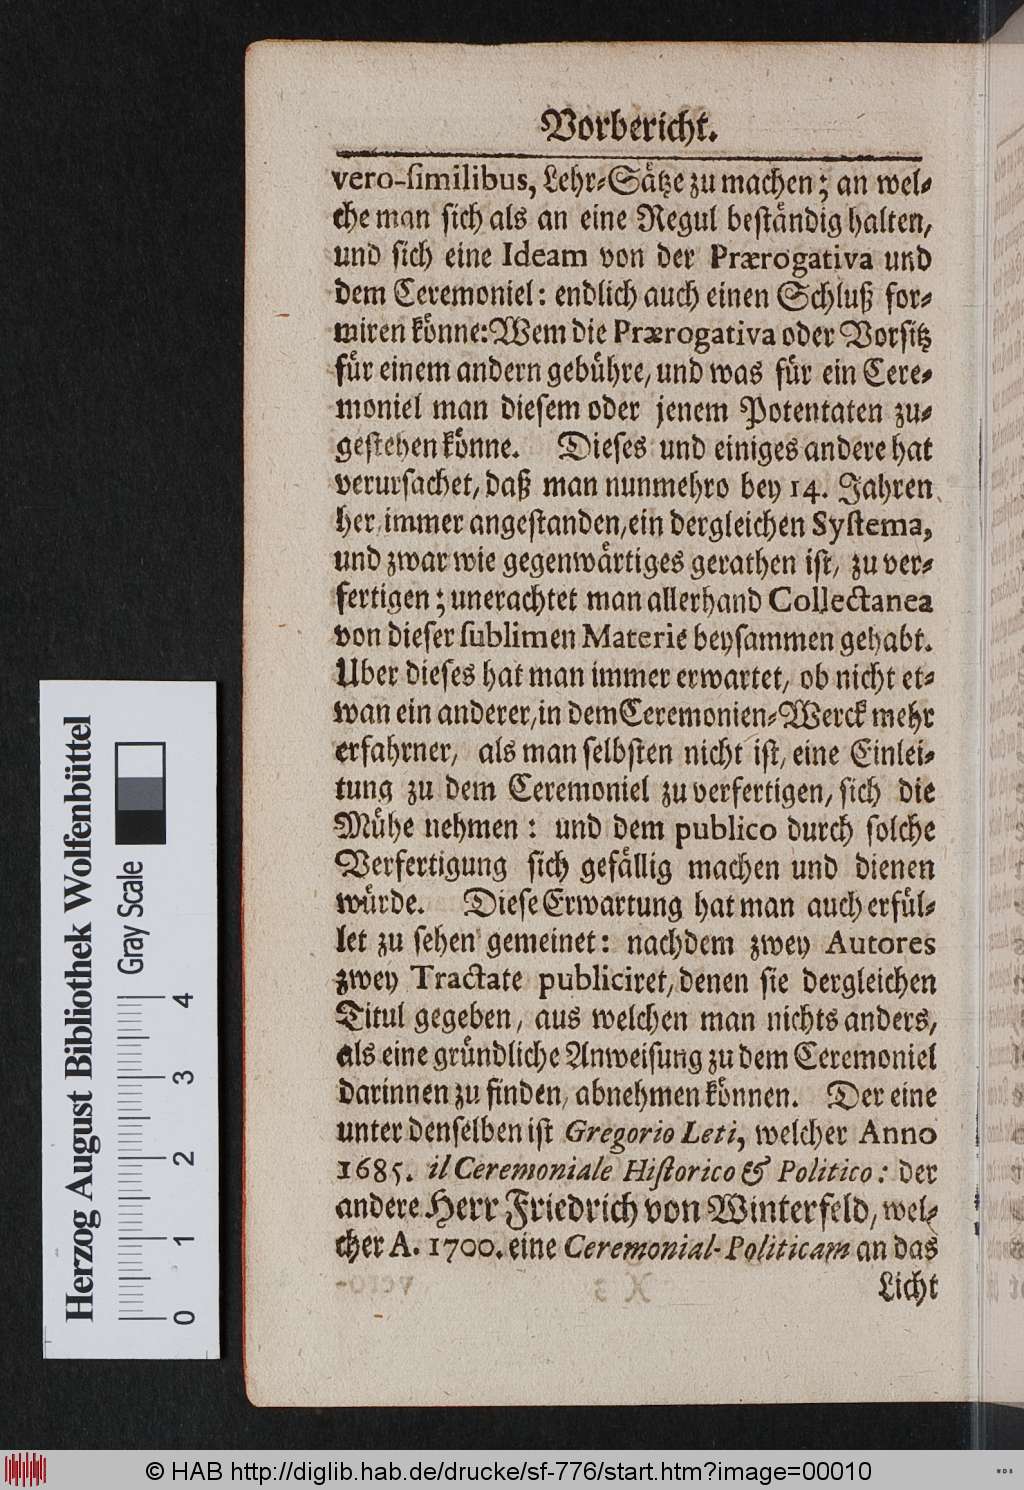 Vorbericht.
vero-ſimilibus, Lehr-Sätze zu machen; an wel-
che man ſich als an eine Regul beſtändig halten,
und ſich eine Ideam von der Prærogativa und
dem Ceremoniel: endlich auch einen Schluß for-
miren könne: Wem die Prærogativa oder Vorſitz
für einem andern gebühre, und was für ein Cere-
moniel man dieſem oder jenem Potentaten zu-
geſtehen könne. Dieſes und einiges andere hat
verurſachet, daß man nunmehro bey 14. Jahren
her, immer angeſtanden, ein dergleichen Syſtema,
und zwar wie gegenwärtiges gerathen iſt, zu ver-
fertigen; unerachtet man allerhand Collectanea
von dieſer ſublimen Materie beyſammen gehabt.
Uber dieſes hat man immer erwartet, ob nicht et-
wan ein anderer, in dem Ceremonien-Werck mehr
erfahrner, als man ſelbſten nicht iſt, eine Einlei-
tung zu dem Ceremoniel zu verfertigen, ſich die
Mühe nehmen: und dem publico durch ſolche
Verfertigung ſich gefällig machen und dienen
würde. Dieſe Erwartung hat man auch erfül-
let zu ſehen gemeinet: nachdem zwey Autores
zwey Tractate publiciret, denen ſie dergleichen
Titul gegeben, aus welchen man nichts anders,
als eine gründliche Anweiſung zu dem Ceremoniel
darinnen zu finden, abnehmen können. Der eine
unter denſelben iſt Gregorio Leti, welcher Anno
1685. il Ceremoniale Hiſtorico & Politico: der
andere Herr Friedrich von Winterfeld, wel-
cher A. 1700. eine Ceremonial-Politicam an das
Licht
Herzog August Bibliothek Wolfenbüttel
Gray Scale
0 1 2 3 4
© HAB http://diglib.hab.de/drucke/sf-776/start.htm?image=00010